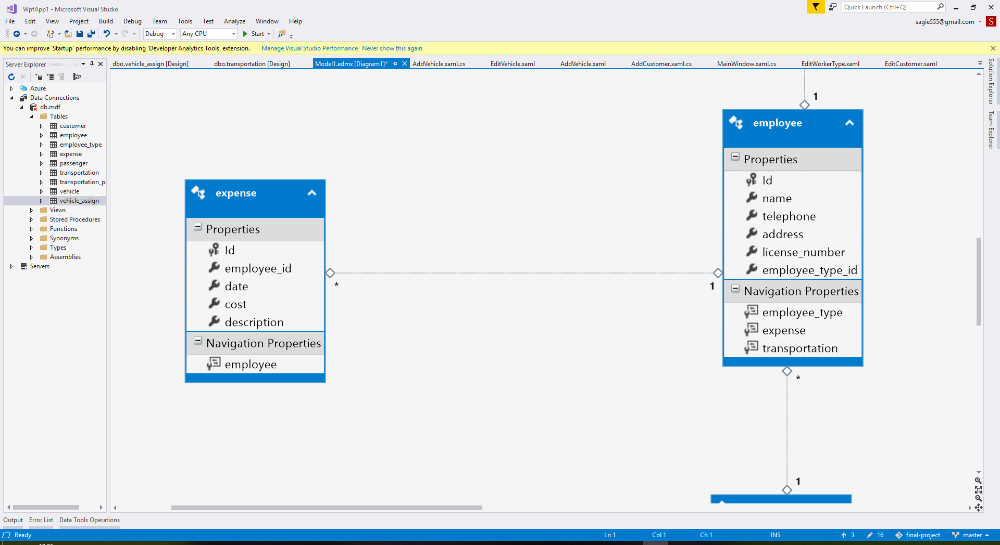 WpfApp1 - Microsoft Visual Studio
Quick Launch (Ctrl+Q)
File Edit View Project Build Debug Team Tools Test Analyze Window Help
sagie555@gmail.com S
Debug Any CPU Start
You can improve 'Startup' performance by disabling 'Developer Analytics Tools' extension. Manage Visual Studio Performance Never show this again
Server Explorer
dbo.vehicle_assign [Design] dbo.transportation [Design] Model1.edmx [Diagram1]* AddVehicle.xaml.cs EditVehicle.xaml AddVehicle.xaml AddCustomer.xaml.cs MainWindow.xaml.cs EditWorkerType.xaml EditCustomer.xaml
Solution Explorer
Team Explorer
Azure
Data Connections
db.mdf
Tables
customer
employee
employee_type
expense
passenger
transportation
transportation_p
vehicle
vehicle_assign
Views
Stored Procedures
Functions
Synonyms
Types
Assemblies
Servers
expense
Properties
Id
employee_id
date
cost
description
Navigation Properties
employee
*
1
1
employee
Properties
Id
name
telephone
address
license_number
employee_type_id
Navigation Properties
employee_type
expense
transportation
*
1
Output Error List Data Tools Operations
Ready Ln 1 Col 1 Ch 1 INS 3 16 final-project master